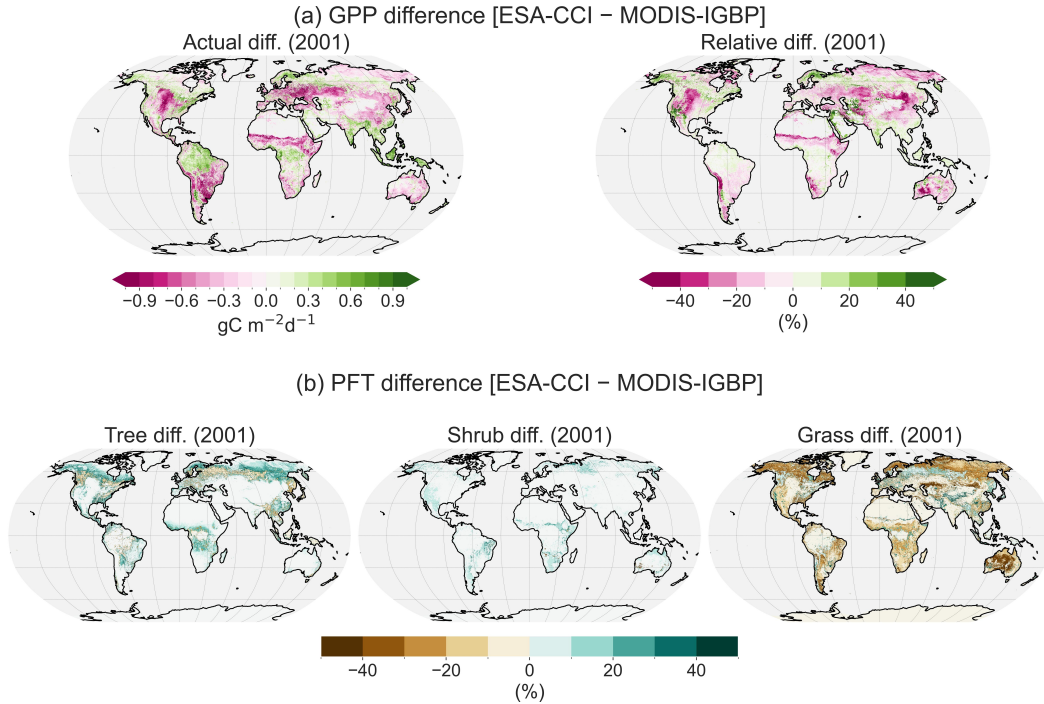 (a) GPP difference [ESA-CCI − MODIS-IGBP]
Actual diff. (2001) Relative diff. (2001)
−0.9 −0.6 −0.3 0.0 0.3 0.6 0.9 −40 −20 0 20 40
gC m⁻²d⁻¹ (%)
(b) PFT difference [ESA-CCI − MODIS-IGBP]
Tree diff. (2001) Shrub diff. (2001) Grass diff. (2001)
−40 −20 0 20 40
(%)